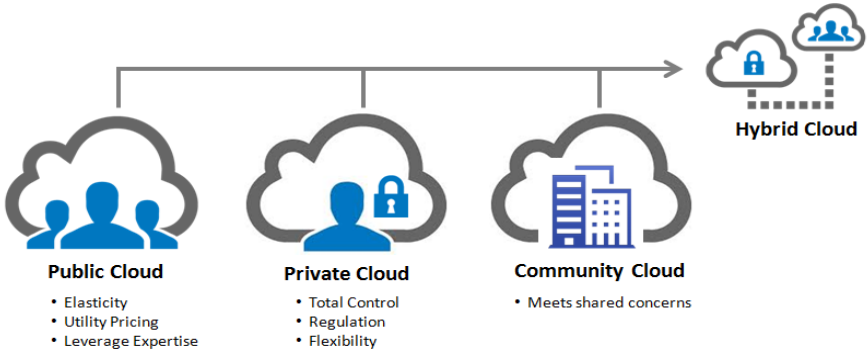 Hybrid Cloud
Public Cloud
• Elasticity
• Utility Pricing
• Leverage Expertise
Private Cloud
• Total Control
• Regulation
• Flexibility
Community Cloud
• Meets shared concerns